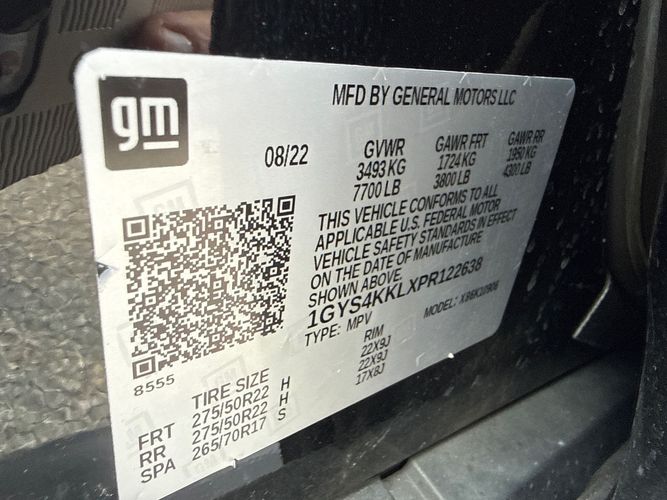 gm
MFD BY GENERAL MOTORS LLC
08/22 GVWR GAWR FRT GAWR RR
3493 KG 1724 KG 1950 KG
7700 LB 3800 LB 4300 LB
THIS VEHICLE CONFORMS TO ALL
APPLICABLE U.S. FEDERAL MOTOR
VEHICLE SAFETY STANDARDS IN EFFECT
ON THE DATE OF MANUFACTURE
SHOWN ABOVE.
1GYS4KKLXPR122638
TYPE: MPV MODEL:
8555
TIRE SIZE RIM
FRT 275/50R22 H 22X9J
RR 275/50R22 H 22X9J
SPA 265/70R17 S 17X8J